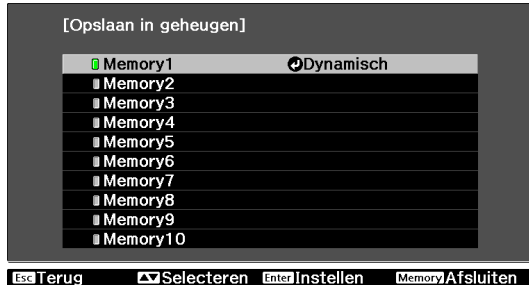 [Opslaan in geheugen]
Memory1 Dynamisch
Memory2
Memory3
Memory4
Memory5
Memory6
Memory7
Memory8
Memory9
Memory10
Esc Terug Selecteren Enter Instellen Memory Afsluiten